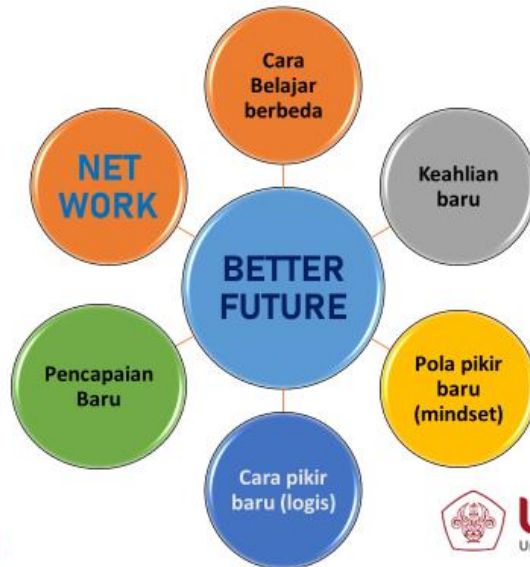 Cara
Belajar
berbeda
NET
WORK
Keahlian
baru
BETTER
FUTURE
Pencapaian
Baru
Pola pikir
baru
(mindset)
Cara pikir
baru (logis)